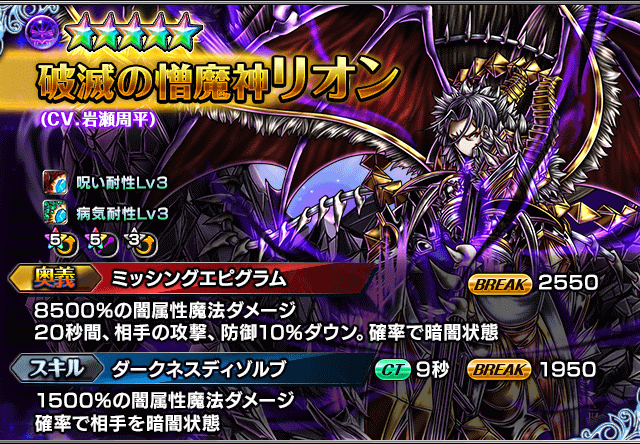 破滅の憎魔神リオン
(CV.岩瀬周平)
呪い耐性Lv3
病気耐性Lv3
5 5 3
奥義 ミッシングエピグラム BREAK 2550
8500%の闇属性魔法ダメージ
20秒間、相手の攻撃、防御10%ダウン。確率で暗闇状態
スキル ダークネスディゾルブ CT 9秒 BREAK 1950
1500%の闇属性魔法ダメージ
確率で相手を暗闇状態